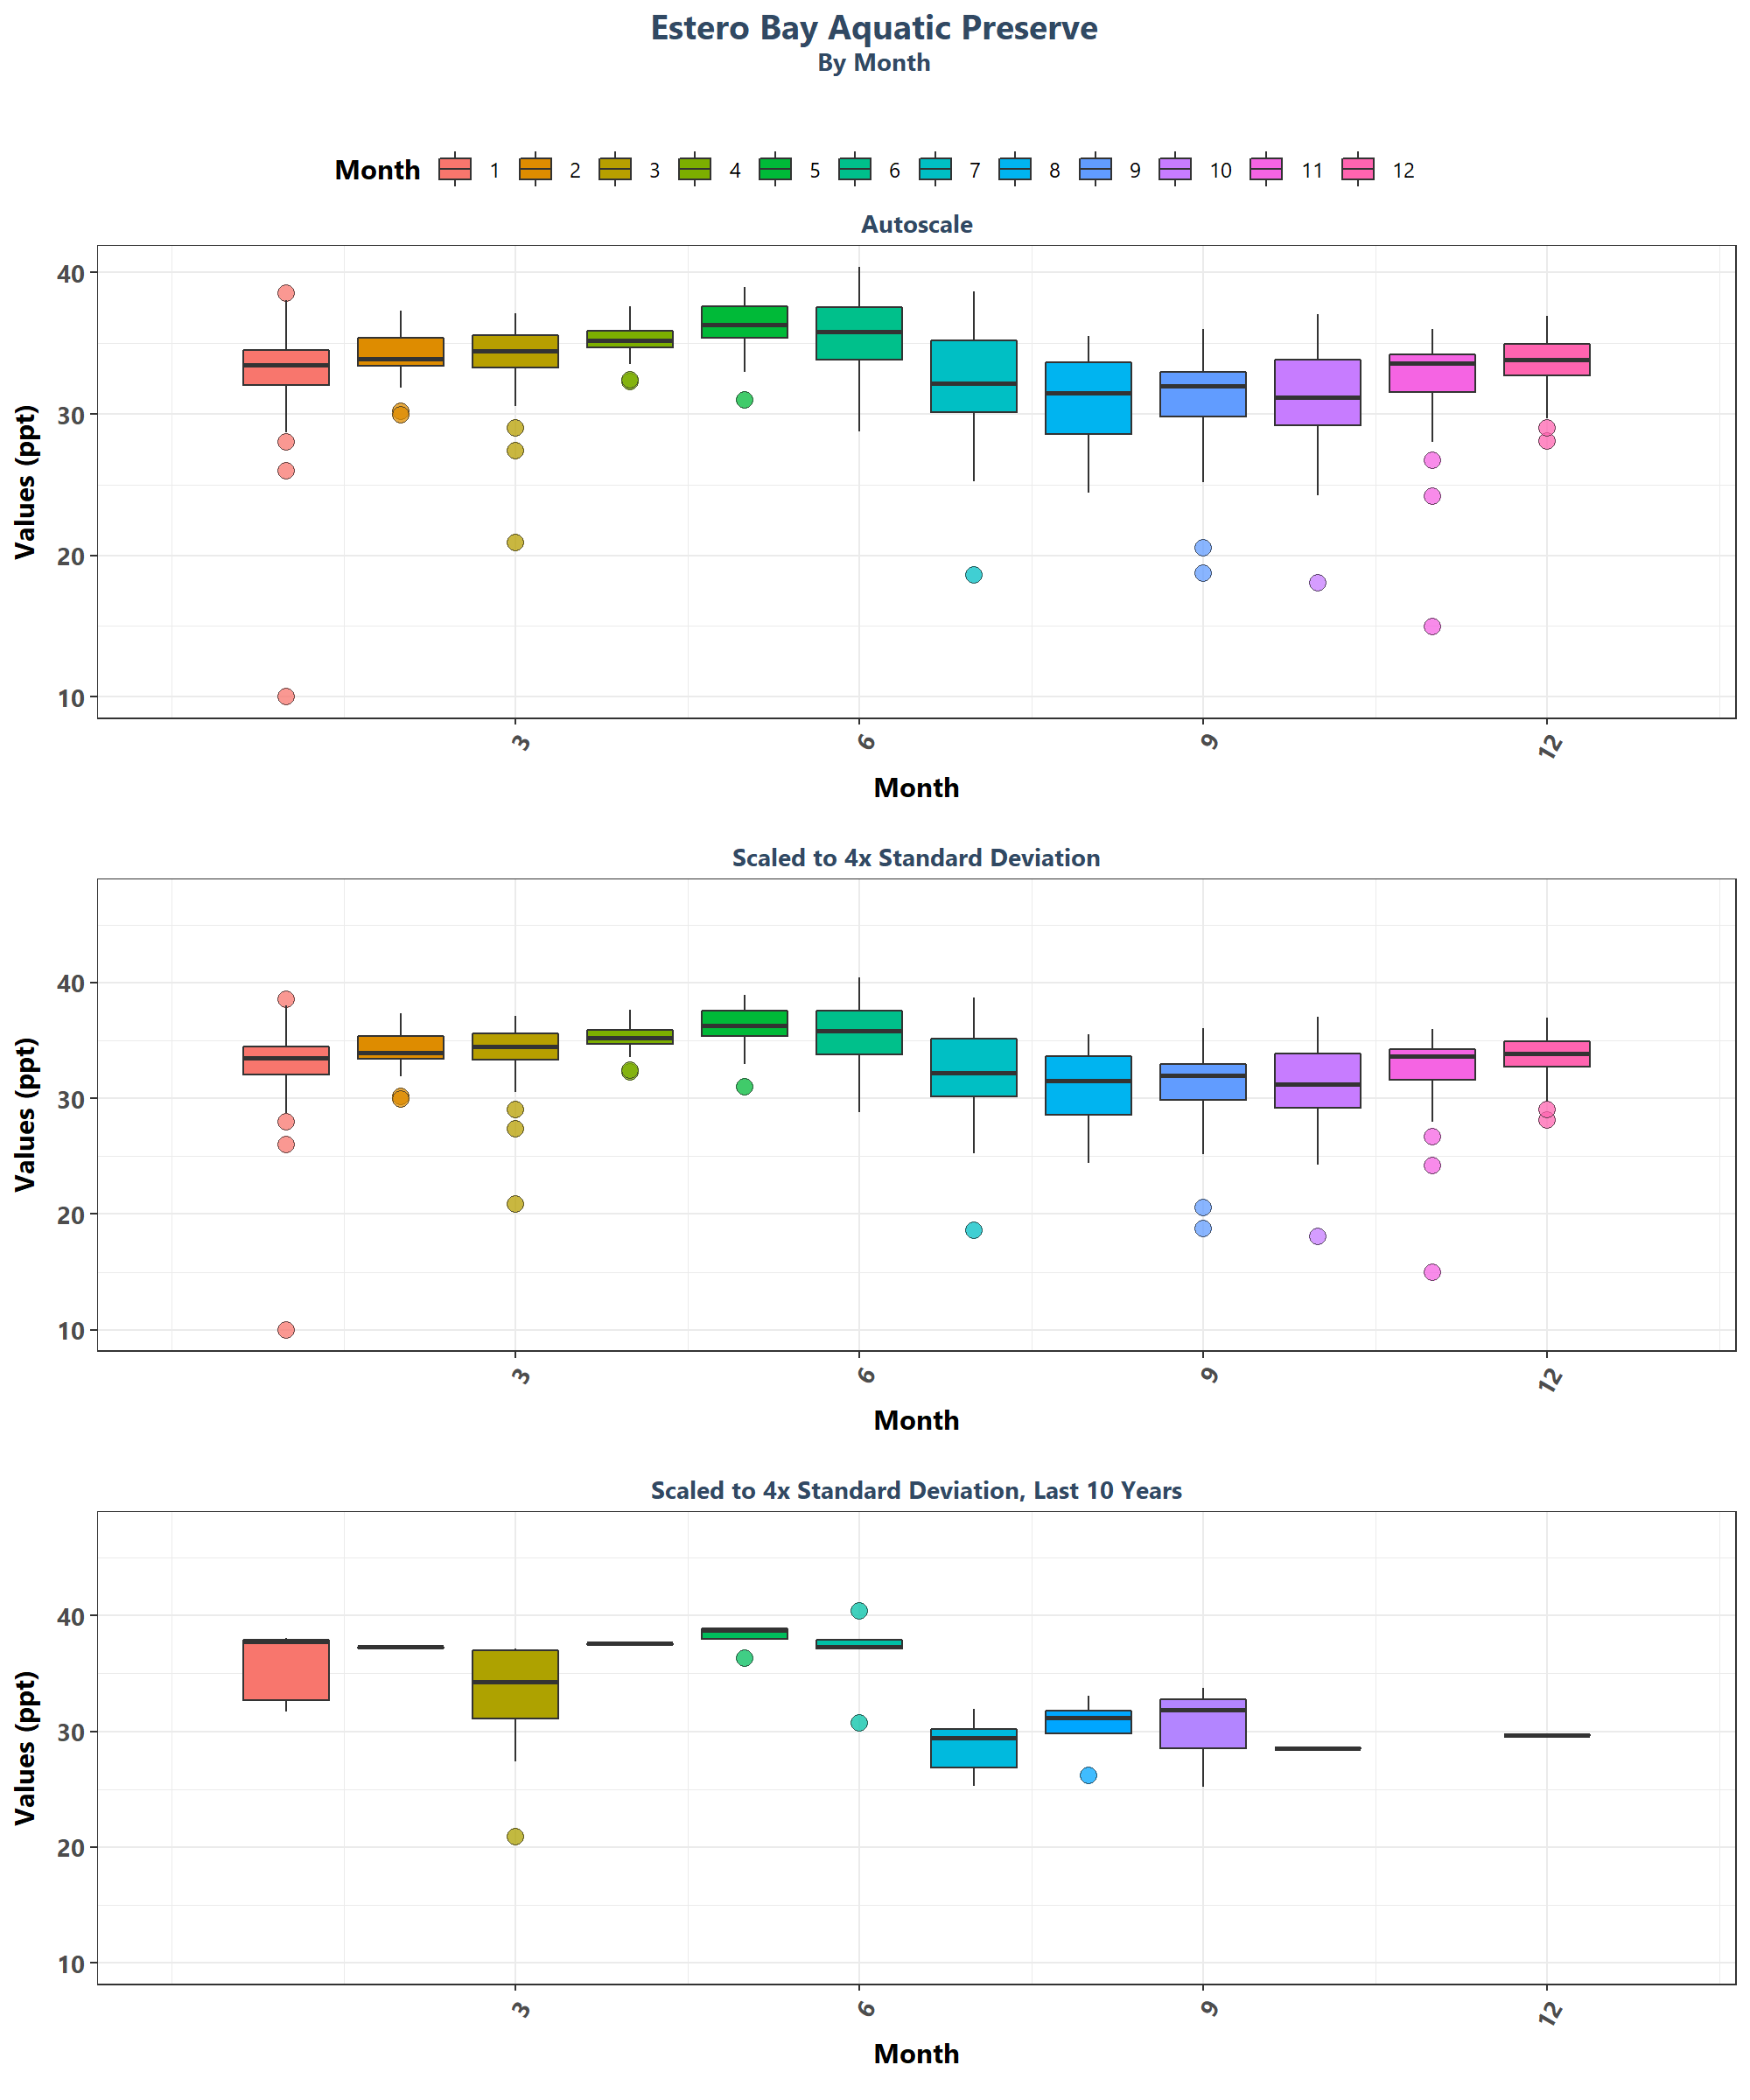 Estero Bay Aquatic Preserve
By Month
Month 1 2 3 4 5 6 7 8 9 10 11 12
Autoscale
Values (ppt)
40
30
20
10
3 6 9 12
Month
Scaled to 4x Standard Deviation
Values (ppt)
40
30
20
10
3 6 9 12
Month
Scaled to 4x Standard Deviation, Last 10 Years
Values (ppt)
40
30
20
10
3 6 9 12
Month